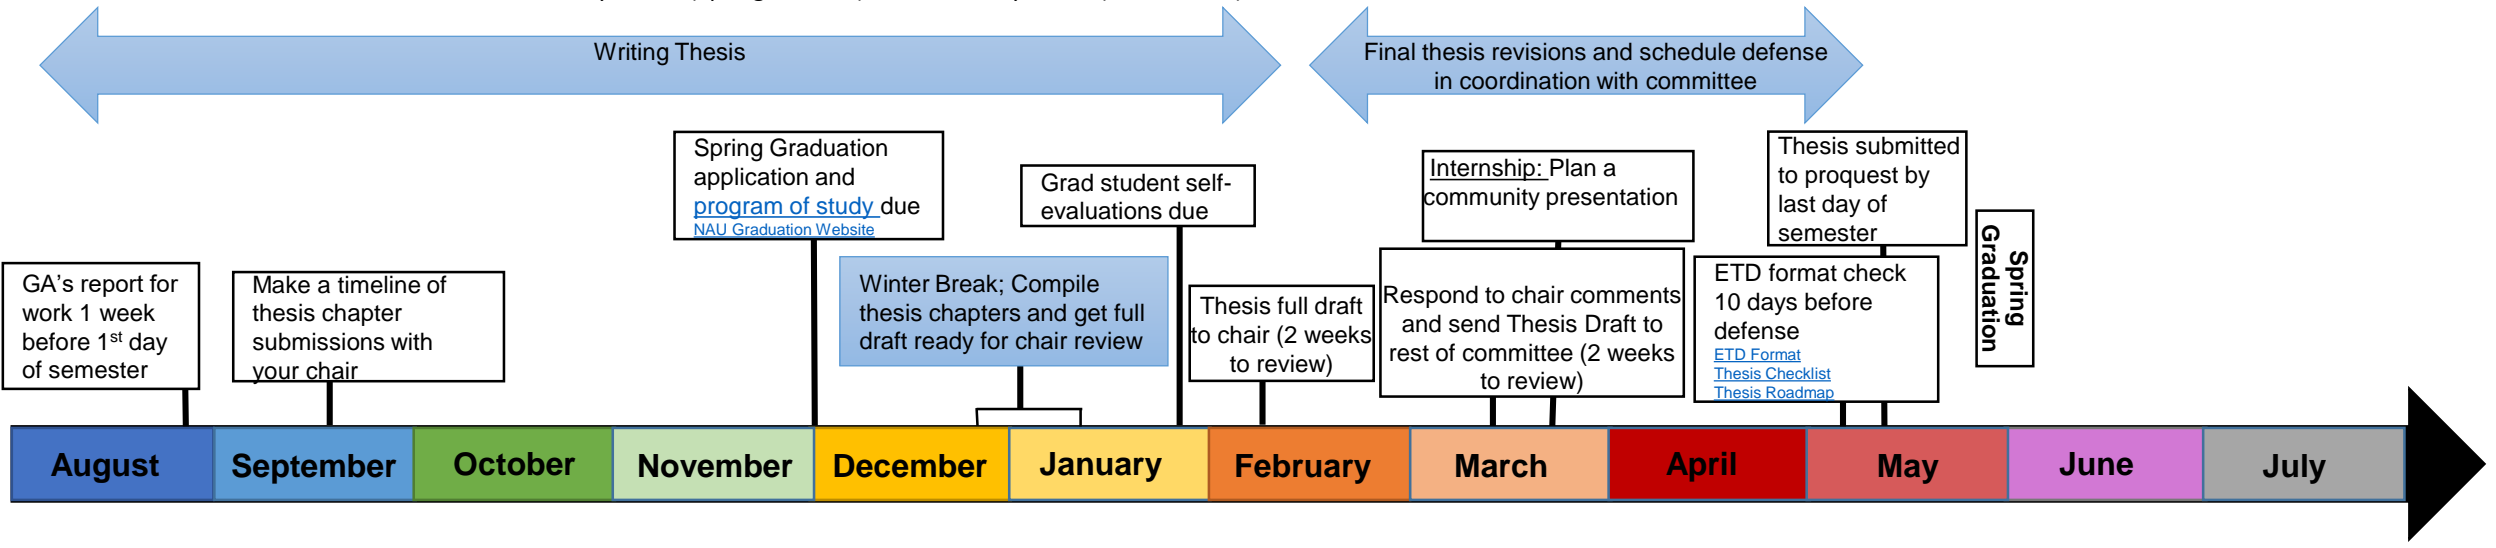 Writing Thesis
Final thesis revisions and schedule defense
in coordination with committee
Spring Graduation
application and
program of study due
NAU Graduation Website
Grad student self-
evaluations due
Internship: Plan a
community presentation
Thesis submitted
to proquest by
last day of
semester
Spring
Graduation
GA's report for
work 1 week
before 1st day
of semester
Make a timeline of
thesis chapter
submissions with
your chair
Winter Break; Compile
thesis chapters and get full
draft ready for chair review
Thesis full draft
to chair (2 weeks
to review)
Respond to chair comments
and send Thesis Draft to
rest of committee (2 weeks
to review)
ETD format check
10 days before
defense
ETD Format
Thesis Checklist
Thesis Roadmap
August
September
October
November
December
January
February
March
April
May
June
July